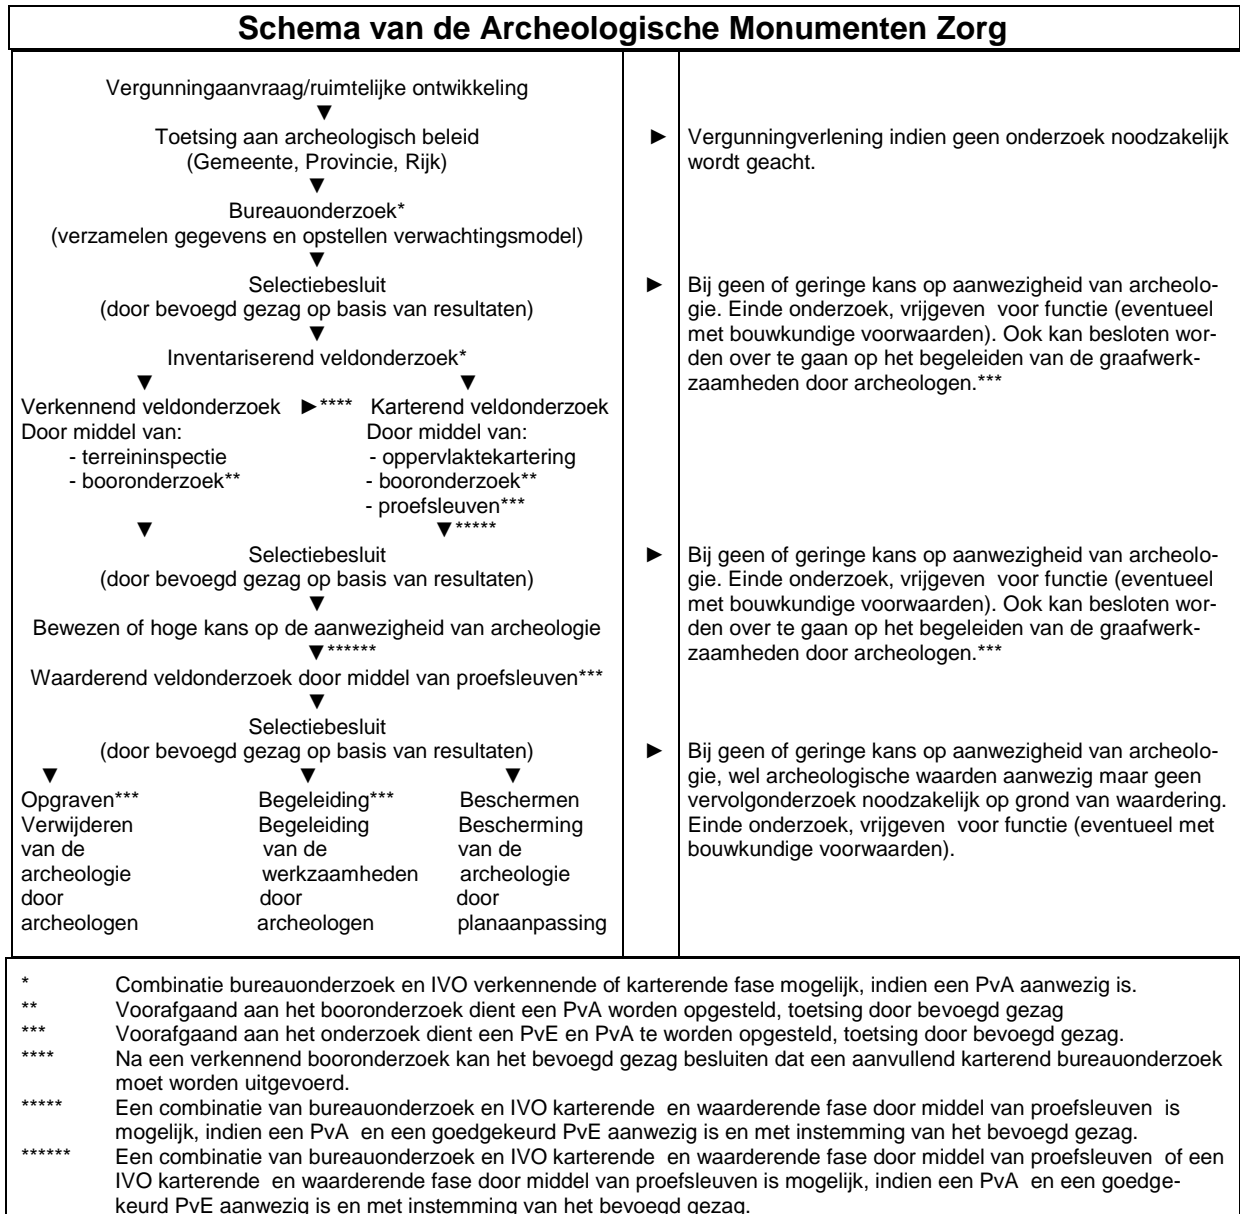 Schema van de Archeologische Monumenten Zorg
Vergunningaanvraag/ruimtelijke ontwikkeling
▼
Toetsing aan archeologisch beleid
(Gemeente, Provincie, Rijk)
► Vergunningverlening indien geen onderzoek noodzakelijk
wordt geacht.
▼
Bureauonderzoek*
(verzamelen gegevens en opstellen verwachtingsmodel)
▼
Selectiebesluit
(door bevoegd gezag op basis van resultaten)
► Bij geen of geringe kans op aanwezigheid van archeolo-
gie. Einde onderzoek, vrijgeven voor functie (eventueel
met bouwkundige voorwaarden). Ook kan besloten wor-
den over te gaan op het begeleiden van de graafwerk-
zaamheden door archeologen.***
▼
Inventariserend veldonderzoek*
▼ ▼
Verkennend veldonderzoek ►**** Karterend veldonderzoek
Door middel van: Door middel van:
- terreininspectie - oppervlaktekartering
- booronderzoek** - booronderzoek**
- proefsleuven***
▼ ▼*****
Selectiebesluit
(door bevoegd gezag op basis van resultaten)
► Bij geen of geringe kans op aanwezigheid van archeolo-
gie. Einde onderzoek, vrijgeven voor functie (eventueel
met bouwkundige voorwaarden). Ook kan besloten wor-
den over te gaan op het begeleiden van de graafwerk-
zaamheden door archeologen.***
▼
Bewezen of hoge kans op de aanwezigheid van archeologie
▼******
Waarderend veldonderzoek door middel van proefsleuven***
▼
Selectiebesluit
(door bevoegd gezag op basis van resultaten)
► Bij geen of geringe kans op aanwezigheid van archeolo-
gie, wel archeologische waarden aanwezig maar geen
vervolgonderzoek noodzakelijk op grond van waardering.
Einde onderzoek, vrijgeven voor functie (eventueel met
bouwkundige voorwaarden).
▼ ▼ ▼
Opgraven*** Begeleiding*** Beschermen
Verwijderen Begeleiding Bescherming
van de van de van de
archeologie werkzaamheden archeologie
door door door
archeologen archeologen planaanpassing
* Combinatie bureauonderzoek en IVO verkennende of karterende fase mogelijk, indien een PvA aanwezig is.
** Voorafgaand aan het booronderzoek dient een PvA worden opgesteld, toetsing door bevoegd gezag
*** Voorafgaand aan het onderzoek dient een PvE en PvA te worden opgesteld, toetsing door bevoegd gezag.
**** Na een verkennend booronderzoek kan het bevoegd gezag besluiten dat een aanvullend karterend bureauonderzoek
moet worden uitgevoerd.
***** Een combinatie van bureauonderzoek en IVO karterende en waarderende fase door middel van proefsleuven is
mogelijk, indien een PvA en een goedgekeurd PvE aanwezig is en met instemming van het bevoegd gezag.
****** Een combinatie van bureauonderzoek en IVO karterende en waarderende fase door middel van proefsleuven of een
IVO karterende en waarderende fase door middel van proefsleuven is mogelijk, indien een PvA en een goedge-
keurd PvE aanwezig is en met instemming van het bevoegd gezag.